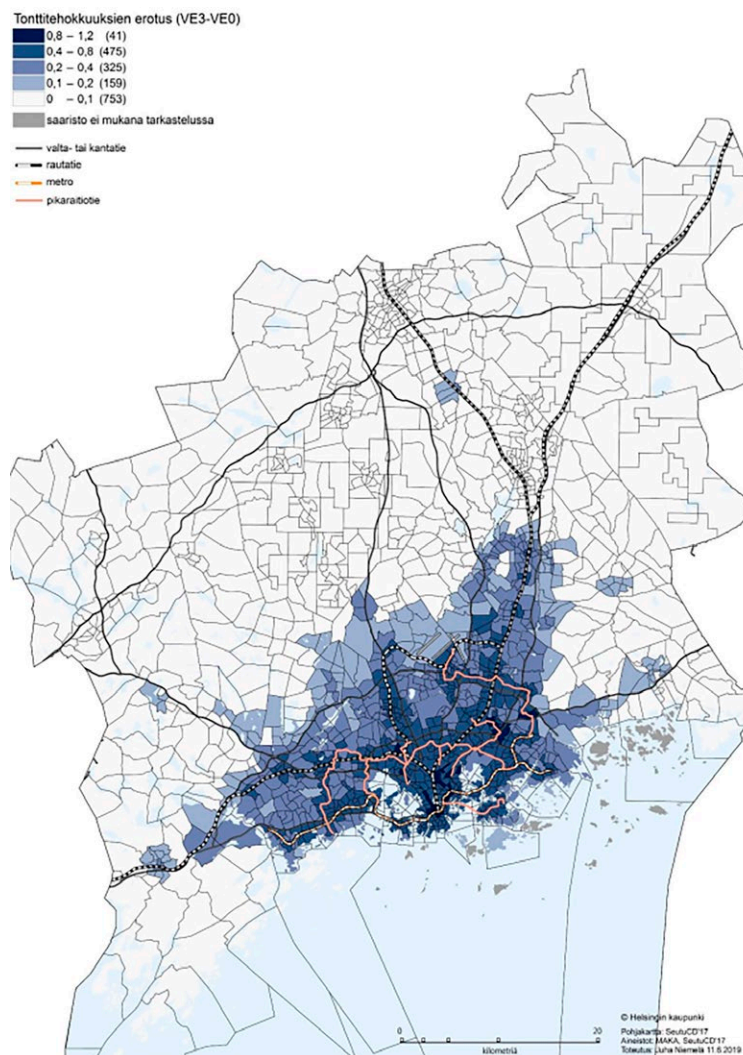 Tonttitehokkuuksien erotus (VE3-VE0)
0,8 – 1,2 (41)
0,4 – 0,8 (475)
0,2 – 0,4 (325)
0,1 – 0,2 (159)
0 – 0,1 (753)
saaristo ei mukana tarkastelussa
valta- tai kantatie
rautatie
metro
pikaraitiotie
0 20
kilometriä
© Helsingin kaupunki
Pohjakartta: SeutuCD'17
Aineistot: MAKA, SeutuCD'17
Toteutus: Juha Niemelä 11.6.2019